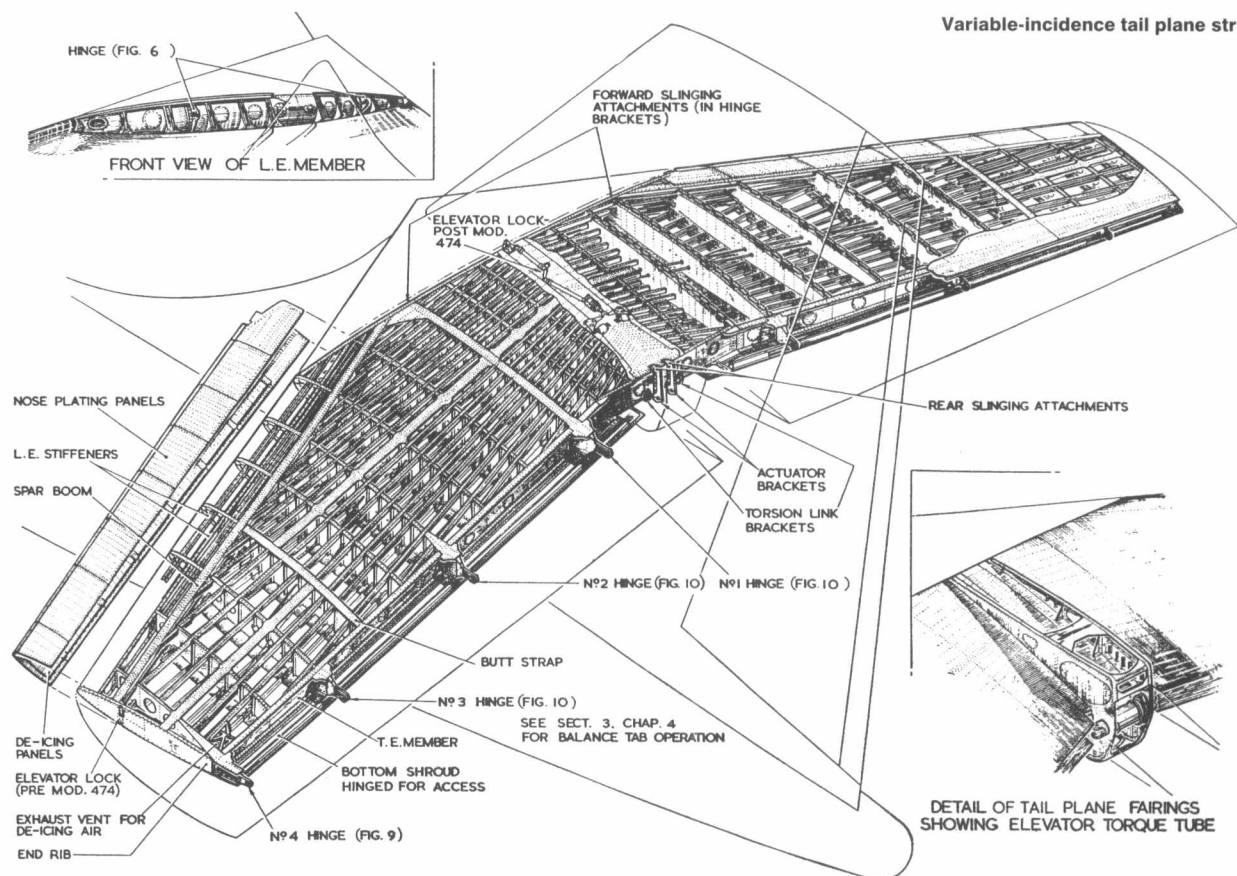 Variable-incidence tail plane str
HINGE (FIG. 6 )
FRONT VIEW OF L.E. MEMBER
FORWARD SLINGING
ATTACHMENTS (IN HINGE
BRACKETS)
ELEVATOR LOCK-
POST MOD.
474
NOSE PLATING PANELS
L.E. STIFFENERS
SPAR BOOM
REAR SLINGING ATTACHMENTS
ACTUATOR
BRACKETS
TORSION LINK
BRACKETS
Nº2 HINGE (FIG. 10)
Nº1 HINGE (FIG. 10 )
BUTT STRAP
Nº3 HINGE (FIG. 10)
SEE SECT. 3. CHAP. 4
FOR BALANCE TAB OPERATION
T.E. MEMBER
BOTTOM SHROUD
HINGED FOR ACCESS
DE-ICING
PANELS
ELEVATOR LOCK
(PRE MOD. 474)
EXHAUST VENT FOR
DE-ICING AIR
END RIB
Nº4 HINGE (FIG. 9)
DETAIL OF TAIL PLANE FAIRINGS
SHOWING ELEVATOR TORQUE TUBE